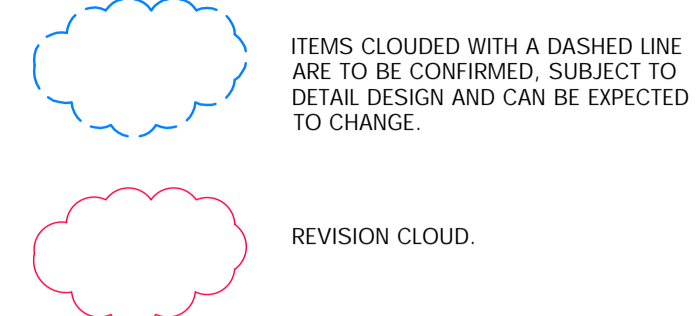 ITEMS CLOUDED WITH A DASHED LINE
ARE TO BE CONFIRMED, SUBJECT TO
DETAIL DESIGN AND CAN BE EXPECTED
TO CHANGE.
REVISION CLOUD.